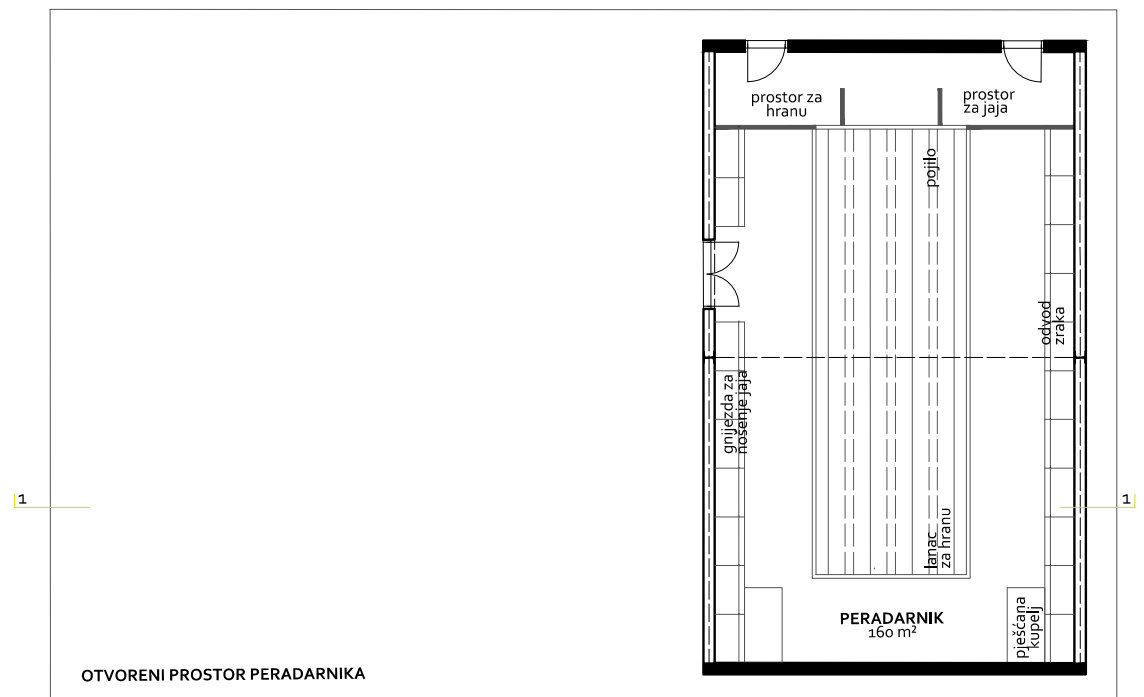 prostor za
hranu
prostor
za jaja
pojilo
odvod
zraka
gnijezda za
nošenje jaja
1
1
lanac
za hranu
PERADARNIK
160 m²
pješćana
kupelj
OTVORENI PROSTOR PERADARNIKA